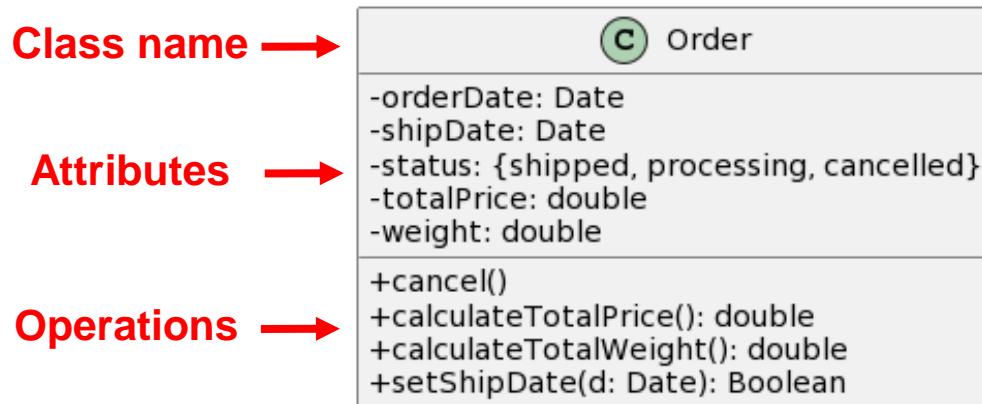 Class name
C Order
-orderDate: Date
-shipDate: Date
Attributes
-status: {shipped, processing, cancelled}
-totalPrice: double
-weight: double
+cancel()
Operations
+calculateTotalPrice(): double
+calculateTotalWeight(): double
+setShipDate(d: Date): Boolean